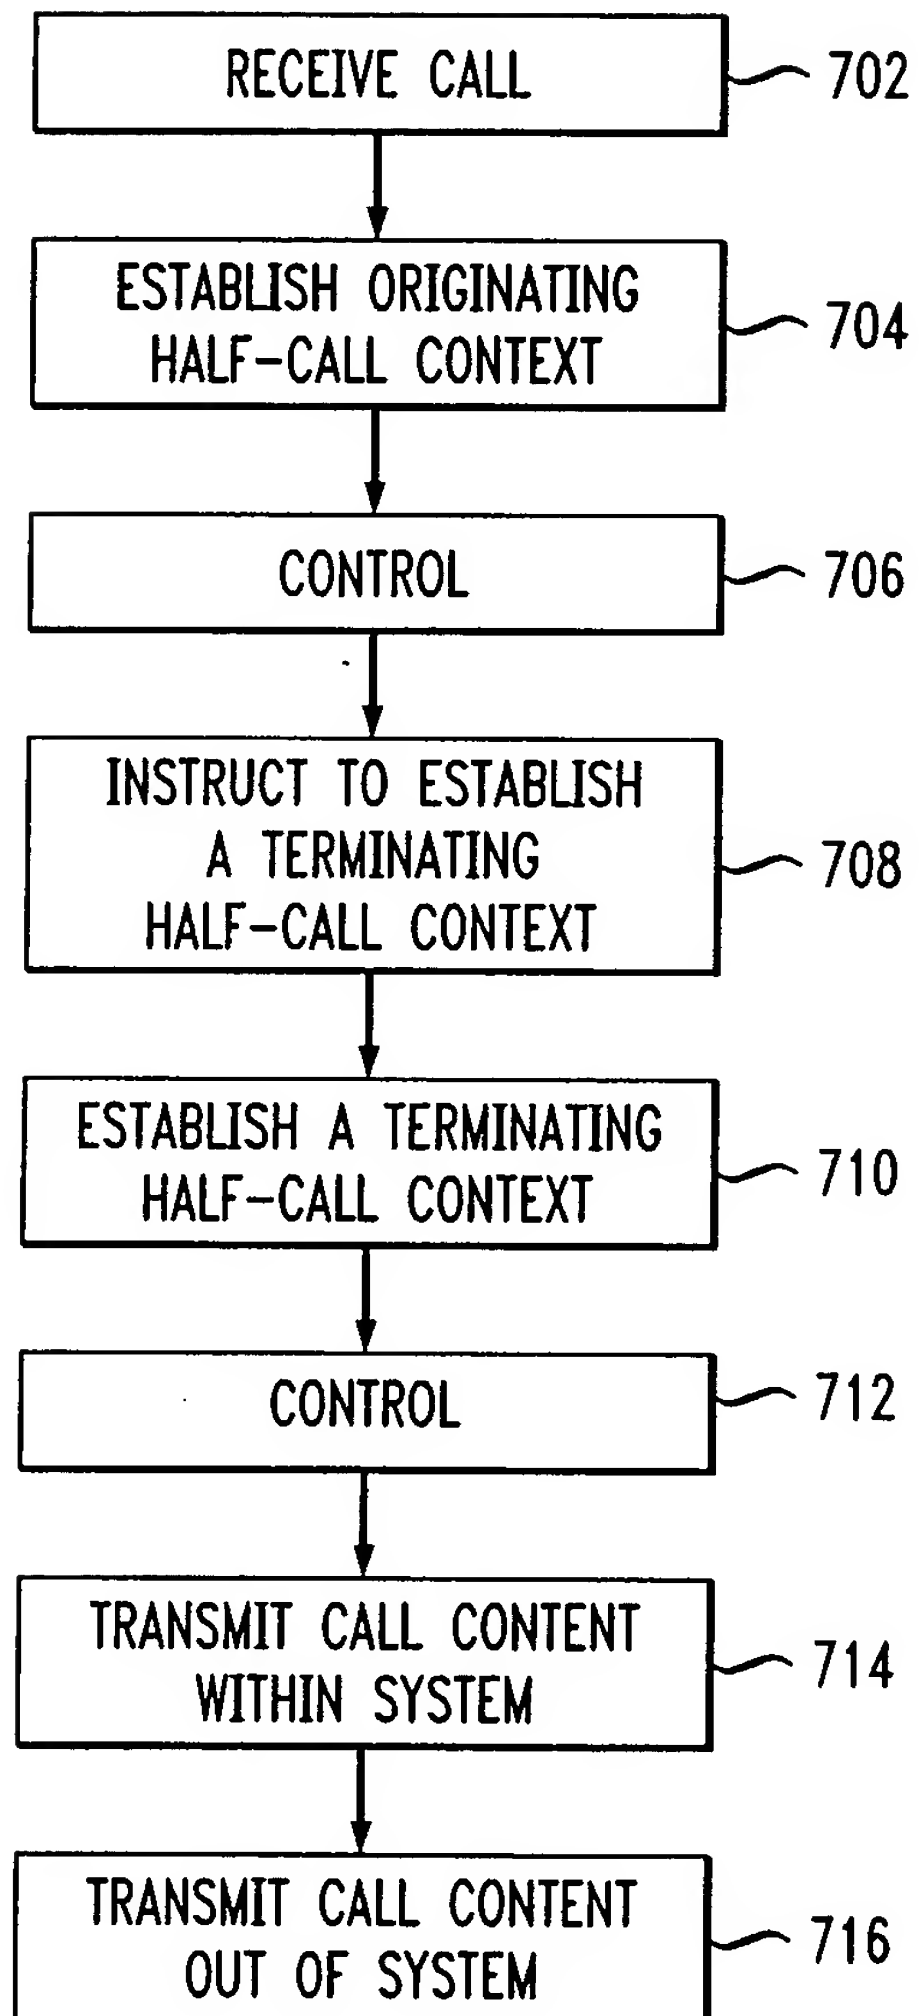 RECEIVE CALL
702
ESTABLISH ORIGINATING
HALF-CALL CONTEXT
704
CONTROL
706
INSTRUCT TO ESTABLISH
A TERMINATING
HALF-CALL CONTEXT
708
ESTABLISH A TERMINATING
HALF-CALL CONTEXT
710
CONTROL
712
TRANSMIT CALL CONTENT
WITHIN SYSTEM
714
TRANSMIT CALL CONTENT
OUT OF SYSTEM
716